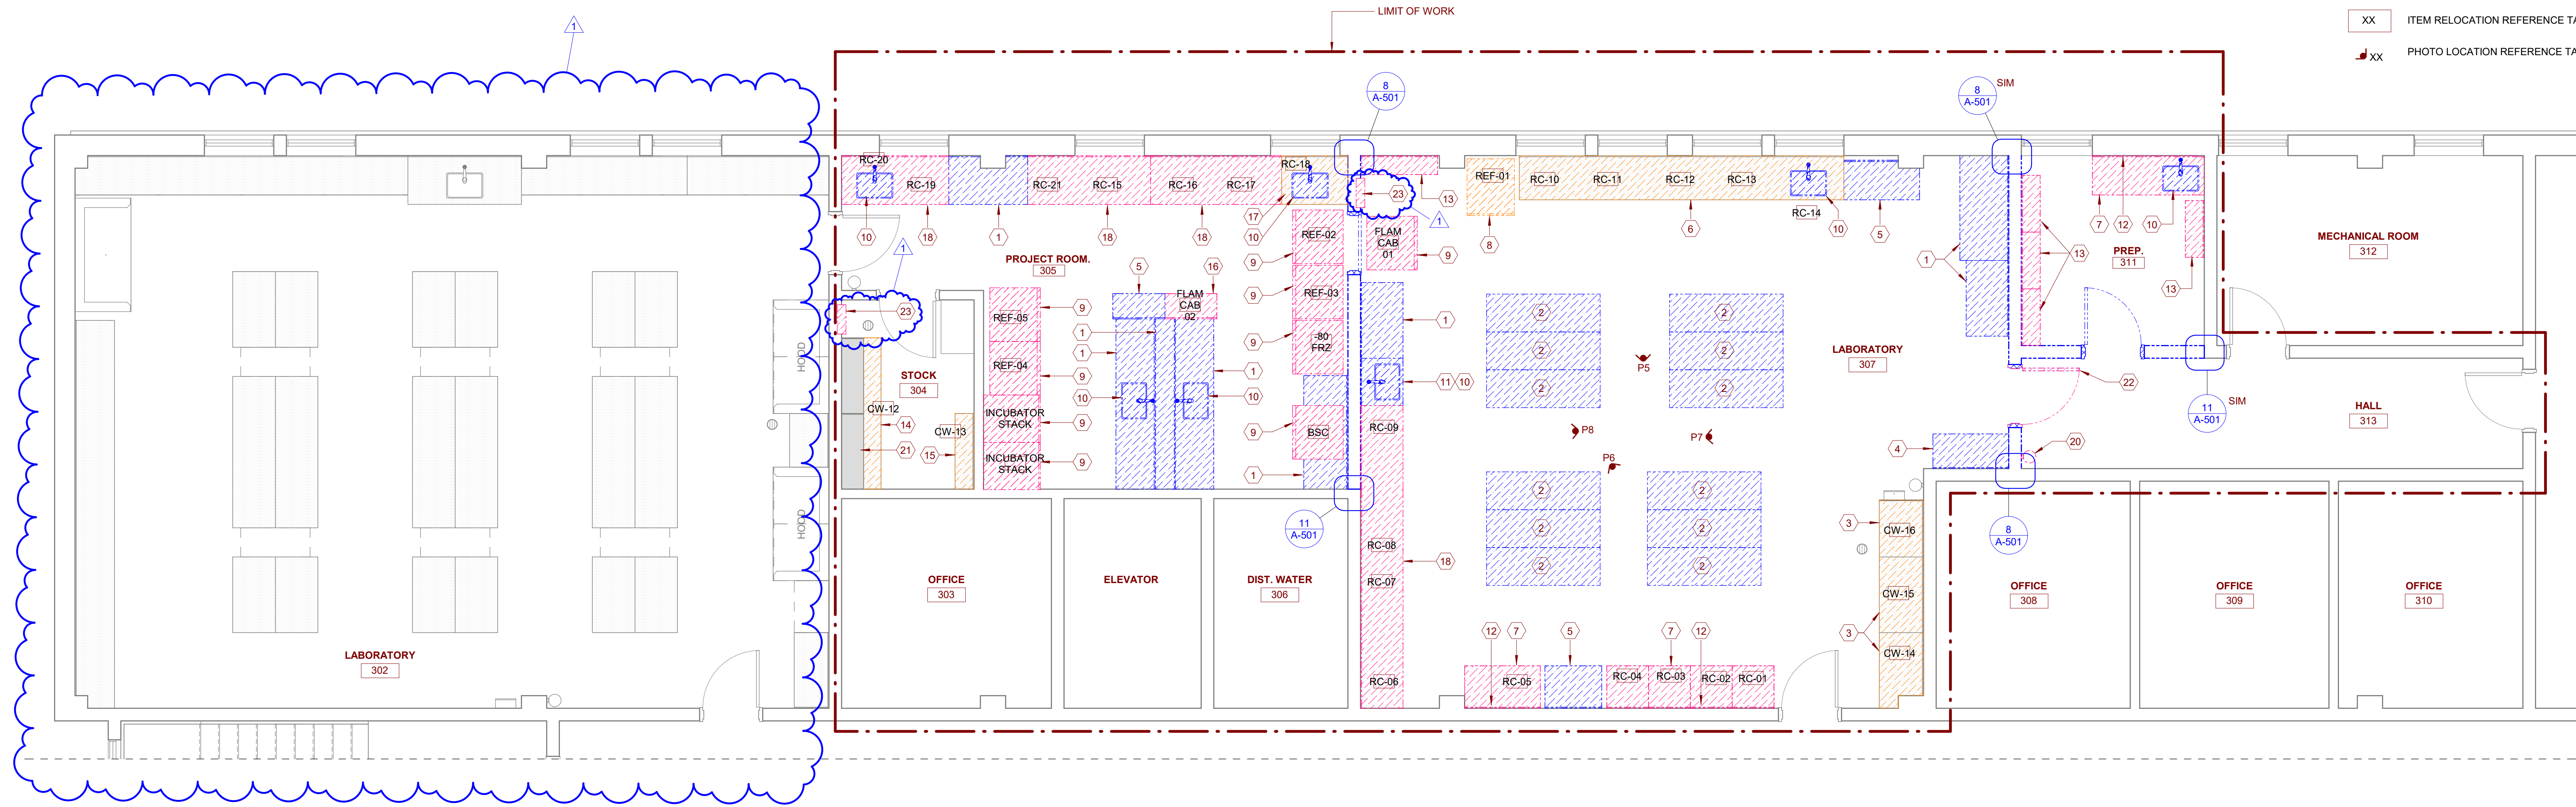 LIMIT OF WORK
XX
ITEM RELOCATION REFERENCE TA
XX
PHOTO LOCATION REFERENCE TA
1
8
A-501
8
A-501
SIM
RC-20
RC-19
RC-21
RC-15
RC-16
RC-17
RC-18
REF-01
RC-10
RC-11
RC-12
RC-13
RC-14
10
18
1
18
18
17
10
23
13
1
8
6
10
5
7
12
10
1
13
13
PROJECT ROOM.
305
5
16
REF-02
9
FLAM
CAB
01
9
PREP.
311
MECHANICAL ROOM
312
1
23
FLAM
CAB
02
REF-03
9
REF-05
9
1
1
-80
FRZ
9
1
REF-04
9
1
10
10
STOCK
304
CW-12
14
CW-13
21
15
INCUBATOR
STACK
9
INCUBATOR
STACK
9
BSC
9
1
11
10
RC-09
2
2
2
2
2
2
P5
P8
P7
P6
LABORATORY
307
22
11
A-501
SIM
HALL
313
4
20
8
A-501
HOOD
HOOD
11
A-501
2
2
2
2
2
2
RC-08
18
RC-07
RC-06
3
CW-16
CW-15
3
CW-14
OFFICE
303
ELEVATOR
DIST. WATER
306
OFFICE
308
OFFICE
309
OFFICE
310
12
7
5
7
12
RC-05
RC-04
RC-03
RC-02
RC-01
LABORATORY
302